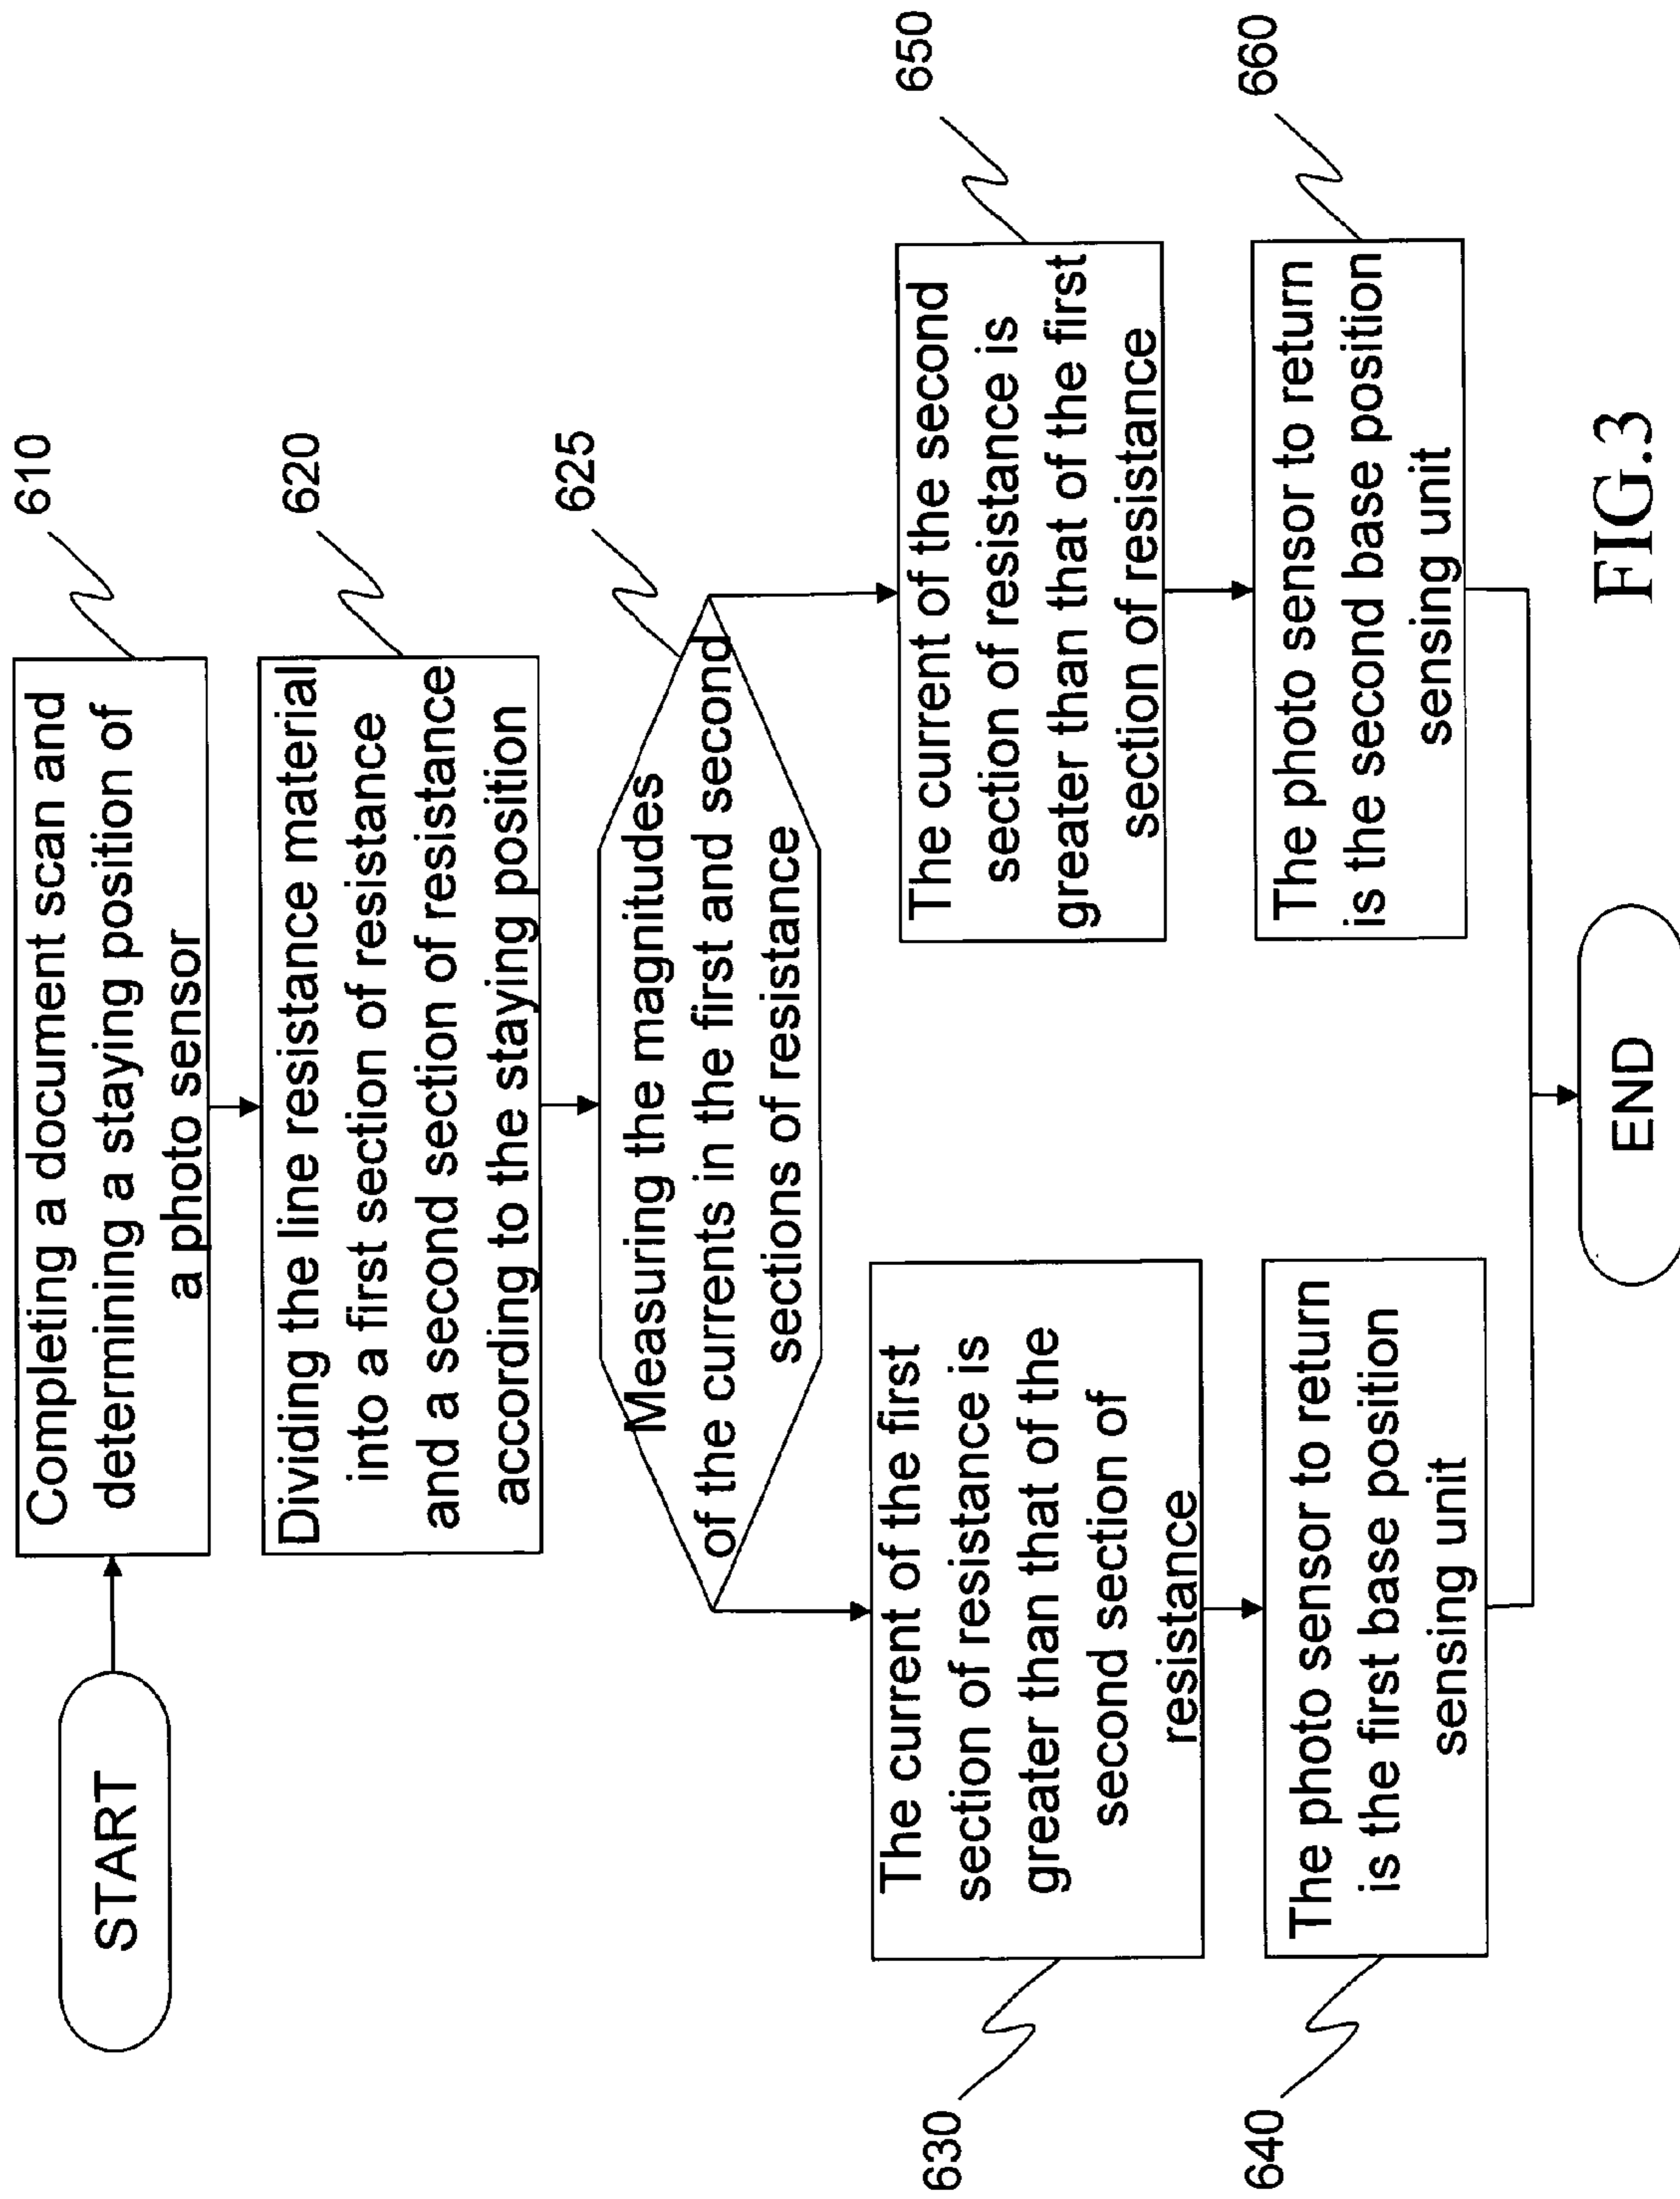 START
Completing a document scan and
determining a staying position of
a photo sensor
610
Dividing the line resistance material
into a first section of resistance
and a second section of resistance
according to the staying position
620
Measuring the magnitudes
of the currents in the first and second
sections of resistance
625
The current of the first
section of resistance is
greater than that of the
second section of
resistance
630
The photo sensor to return
is the first base position
sensing unit
640
The current of the second
section of resistance is
greater than that of the first
section of resistance
650
The photo sensor to return
is the second base position
sensing unit
660
END
FIG.3